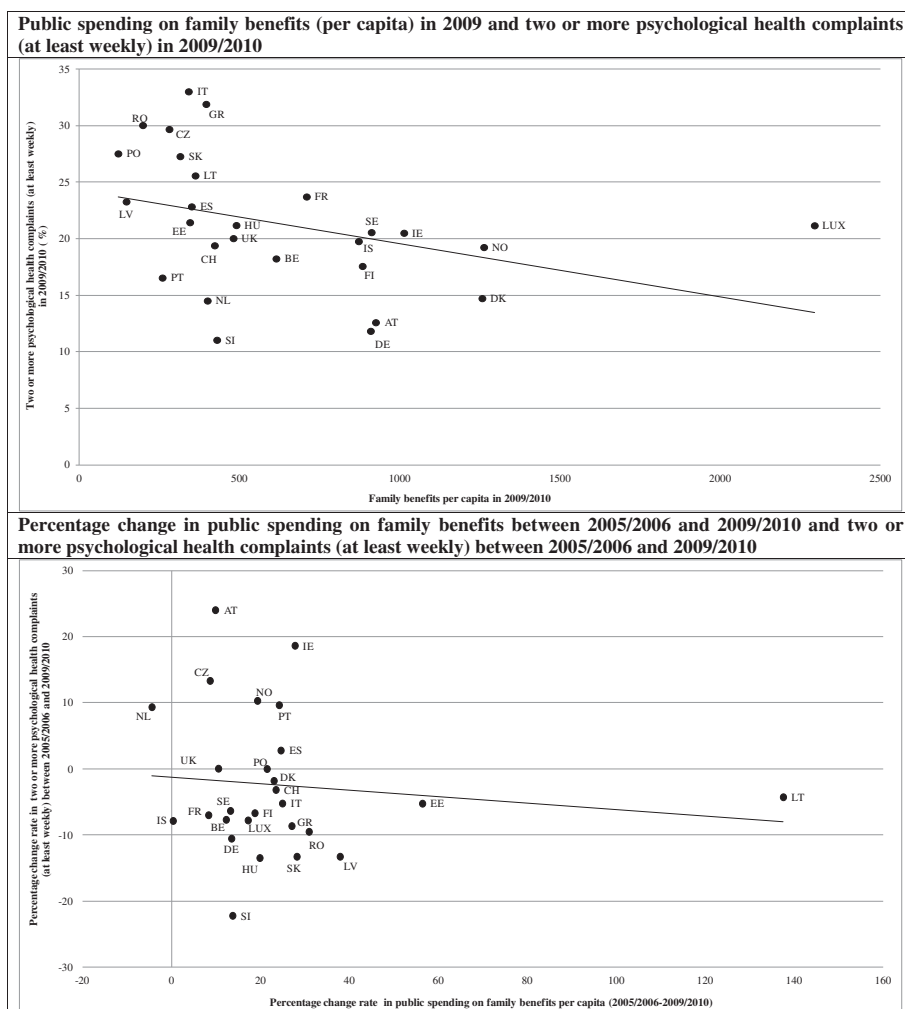 Public spending on family benefits (per capita) in 2009 and two or more psychological health complaints
(at least weekly) in 2009/2010
35
30
25
20
15
10
5
0
Two or more psychological health complaints (at least weekly)
in 2009/2010 ( %)
IT
GR
RO
CZ
PO
SK
LT
FR
LV
ES
EE
HU
UK
SE
IE
LUX
CH
IS
NO
BE
FI
PT
NL
DK
AT
SI
DE
0
500
1000
1500
2000
2500
Family benefits per capita in 2009/2010
Percentage change in public spending on family benefits between 2005/2006 and 2009/2010 and two or
more psychological health complaints (at least weekly) between 2005/2006 and 2009/2010
30
20
10
0
-10
-20
-30
Percentage change rate in two or more psychological health complaints
(at least weekly) between 2005/2006 and 2009/2010
AT
IE
CZ
NO
NL
PT
ES
UK
PO
DK
CH
LT
SE
IT
EE
FR
FI
IS
BE
LUX
GR
DE
RO
HU
SK
LV
SI
-20
0
20
40
60
80
100
120
140
160
Percentage change rate in public spending on family benefits per capita (2005/2006-2009/2010)